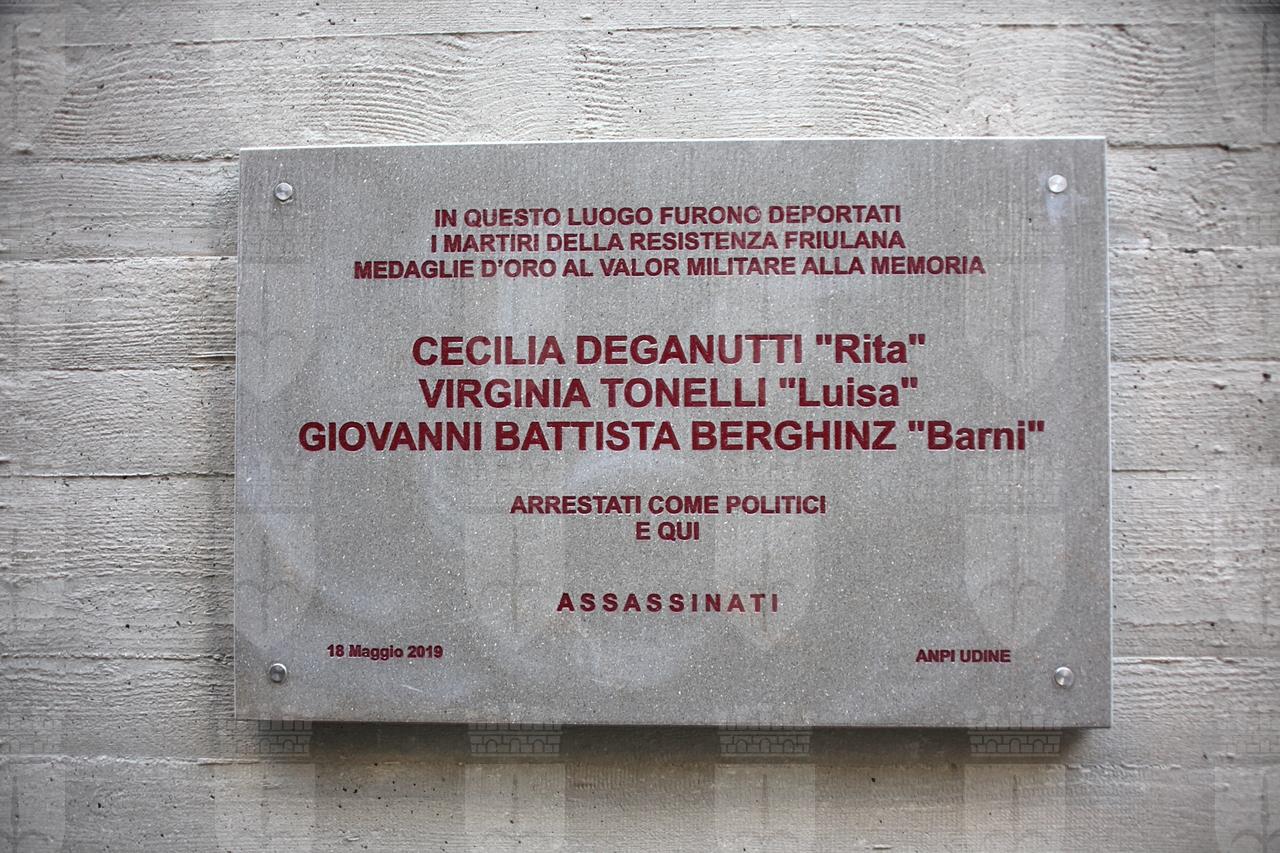 IN QUESTO LUOGO FURONO DEPORTATI
I MARTIRI DELLA RESISTENZA FRIULANA
MEDAGLIE D'ORO AL VALOR MILITARE ALLA MEMORIA
CECILIA DEGANUTTI "Rita"
VIRGINIA TONELLI "Luisa"
GIOVANNI BATTISTA BERGHINZ "Barni"
ARRESTATI COME POLITICI
E QUI
ASSASSINATI
18 Maggio 2019
ANPI UDINE